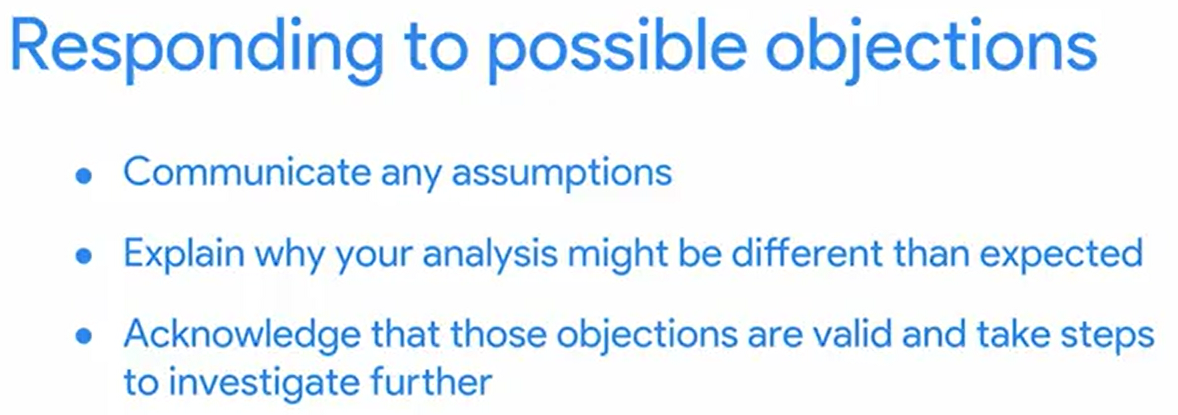 Responding to possible objections
• Communicate any assumptions
• Explain why your analysis might be different than expected
• Acknowledge that those objections are valid and take steps
to investigate further